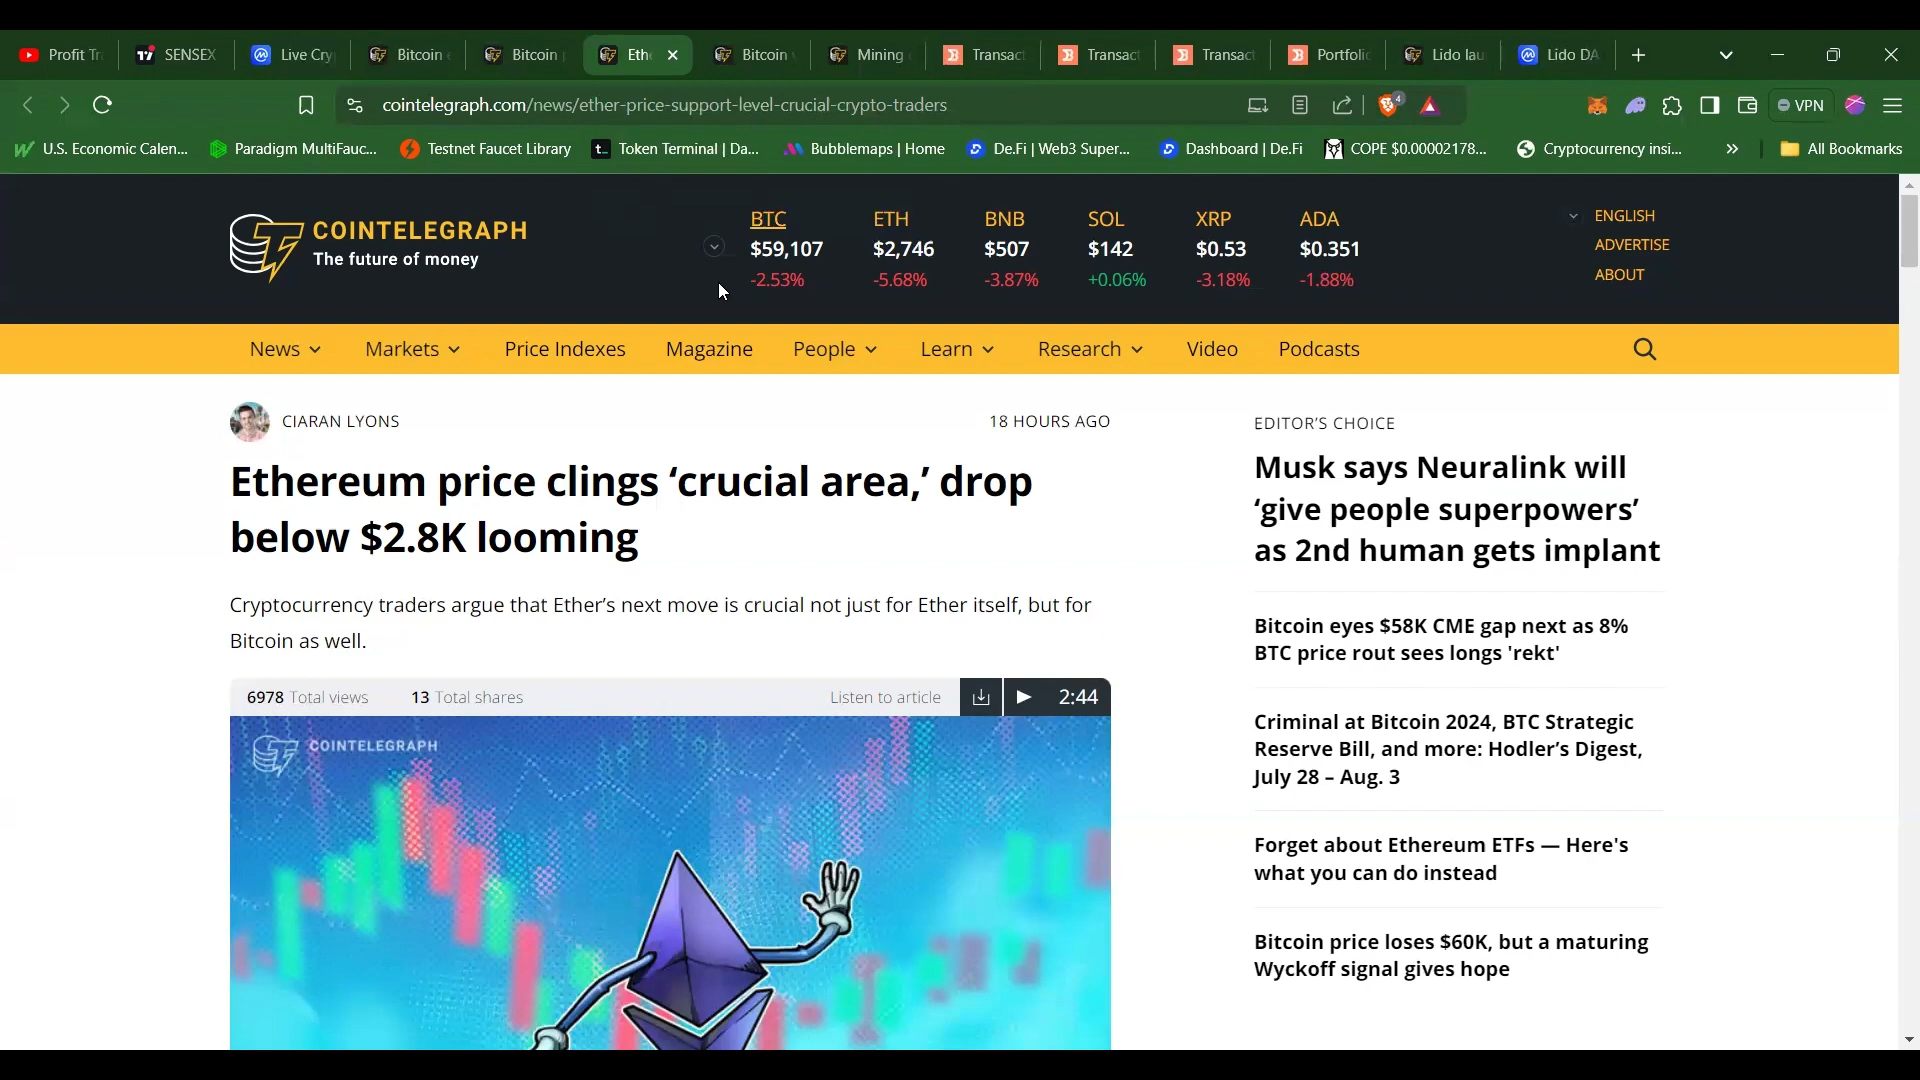 Profit Tr
SENSEX
Live Cry
Bitcoin e
Bitcoin p
Eth
Bitcoin v
Mining
Transac
Transac
Transac
Portfolio
Lido lau
Lido DA
cointelegraph.com/news/ether-price-support-level-crucial-crypto-traders
4
VPN
U.S. Economic Calen...
Paradigm MultiFauc...
Testnet Faucet Library
Token Terminal | Da...
Bubblemaps | Home
De.Fi | Web3 Super...
Dashboard | De.Fi
COPE $0.00002178...
Cryptocurrency insi...
All Bookmarks
COINTELEGRAPH
The future of money
BTC ETH BNB SOL XRP ADA
$59,107 $2,746 $507 $142 $0.53 $0.351
-2.53% -5.68% -3.87% +0.06% -3.18% -1.88%
ENGLISH
ADVERTISE
ABOUT
News Markets Price Indexes Magazine People Learn Research Video Podcasts
CIARAN LYONS
18 HOURS AGO
Ethereum price clings ‘crucial area,’ drop
below $2.8K looming
Cryptocurrency traders argue that Ether’s next move is crucial not just for Ether itself, but for
Bitcoin as well.
6978 Total views 13 Total shares Listen to article 2:44
COINTELEGRAPH
EDITOR’S CHOICE
Musk says Neuralink will
‘give people superpowers’
as 2nd human gets implant
Bitcoin eyes $58K CME gap next as 8%
BTC price rout sees longs 'rekt'
Criminal at Bitcoin 2024, BTC Strategic
Reserve Bill, and more: Hodler’s Digest,
July 28 – Aug. 3
Forget about Ethereum ETFs — Here's
what you can do instead
Bitcoin price loses $60K, but a maturing
Wyckoff signal gives hope